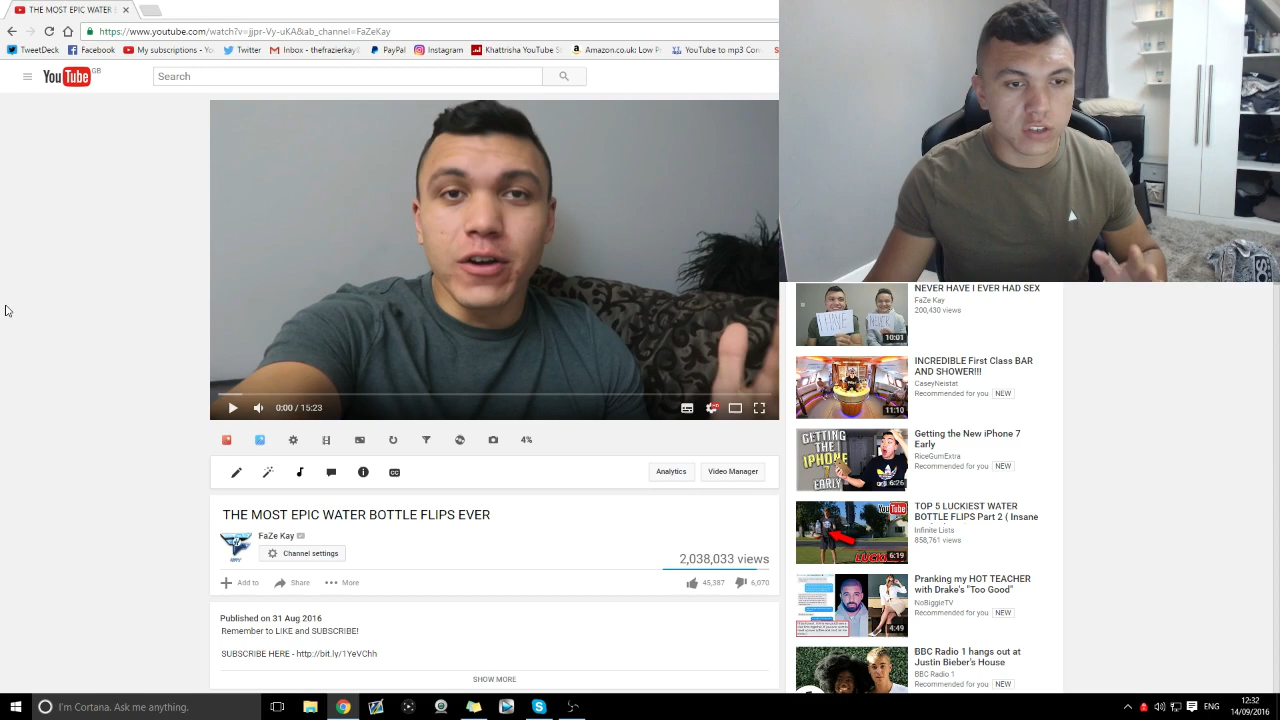 THE MOST EPIC WATER
https://www.youtube.com/watch?v=jjpr-Vy-uKA&ab_channel=FraZeKay
TweetDeck
Facebook
My subscriptions - Y
Twitter
Brazilian Portugues
PayPal
Instagram
Khattrisha YouTube
Amazon.co.uk: Low
YouTube to mp3 Con
YouTube GB
Search
0:00 / 15:23
4%
Analytics
Video Manager
THE MOST EPIC WATER BOTTLE FLIPS EVER
FaZe Kay
Channel settings
2,038,033 views
Add to
Share
More
45,387
6,070
Published on 31 Aug 2016
Remember to LIKE and SUBSCRIBE!
SUBSCRIBE HERE - http://bit.ly/1YeVChh
SHOW MORE
I HAVE
NEVER
10:01
NEVER HAVE I EVER HAD SEX
FaZe Kay
200,430 views
11:10
INCREDIBLE First Class BAR
AND SHOWER!!!
CaseyNeistat
Recommended for you NEW
GETTING
THE
IPHONE
EARLY
6:26
Getting the New iPhone 7
Early
RiceGumExtra
Recommended for you NEW
YouTube
6:19
TOP 5 LUCKIEST WATER
BOTTLE FLIPS Part 2 ( Insane
Infinite Lists
858,761 views
4:49
Pranking my HOT TEACHER
with Drake's "Too Good"
NoBiggieTV
Recommended for you NEW
BBC Radio 1 hangs out at
Justin Bieber's House
BBC Radio 1
Recommended for you NEW
I'm Cortana. Ask me anything.
ENG
12:32
14/09/2016